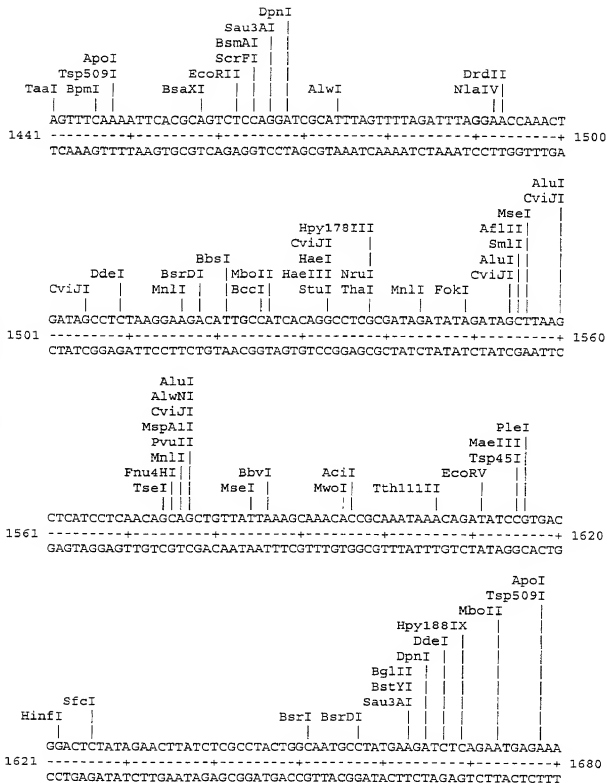 DpnI
Sau3AI
BsmAI
ApoI ScrFI
Tsp509I EcoRII DrdII
TaaI BpmI BsaXI AlwI NlaIV
AGTTTCAAAATTCACGCAGTCTCCAGGATCGCATTTAGTTTTAGATTTAGGAACCAAACT
1441 ---------+---------+---------+---------+---------+---------+ 1500
TCAAAGTTTTAAGTGCGTCAGAGGTCCTAGCGTAAATCAAAATCTAAATCCTTGGTTTGA
AluI
CviJI
MseI
Hpy178III AflII
CviJI SmlI
BbsI HaeI AluI
DdeI BsrDI MboII HaeIII NruI CviJI
CviJI MnlI BccI StuI ThaI MnlI FokI
GATAGCCTCTAAGGAAGACATTGCCATCACAGGCCTCGCGATAGATATAGATAGCTTAAG
1501 ---------+---------+---------+---------+---------+---------+ 1560
CTATCGGAGATTCCTTCTGTAACGGTAGTGTCCGGAGCGCTATCTATATCTATCGAATTC
AluI
AlwNI
CviJI
MspA1I PleI
PvuII MaeIII
MnlI Tsp45I
Fnu4HI BbvI AciI EcoRV
TseI MseI MwoI Tth111II
CTCATCCTCAACAGCAGCTGTTATTAAAGCAAACACCGCAAATAAACAGATATCCGTGAC
1561 ---------+---------+---------+---------+---------+---------+ 1620
GAGTAGGAGTTGTCGTCGACAATAATTTCGTTTGTGGCGTTTATTTGTCTATAGGCACTG
ApoI
Tsp509I
MboII
Hpy188IX
DdeI
DpnI
BglII
BstYI
SfcI Sau3AI
HinfI BsrI BsrDI
GGACTCTATAGAACTTATCTCGCCTACTGGCAATGCCTATGAAGATCTCAGAATGAGAAA
1621 ---------+---------+---------+---------+---------+---------+ 1680
CCTGAGATATCTTGAATAGAGCGGATGACCGTTACGGATACTTCTAGAGTCTTACTCTTT